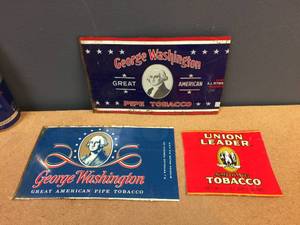 George Washington
GREAT AMERICAN
PIPE TOBACCO
George Washington
GREAT AMERICAN PIPE TOBACCO
UNION
LEADER
TOBACCO